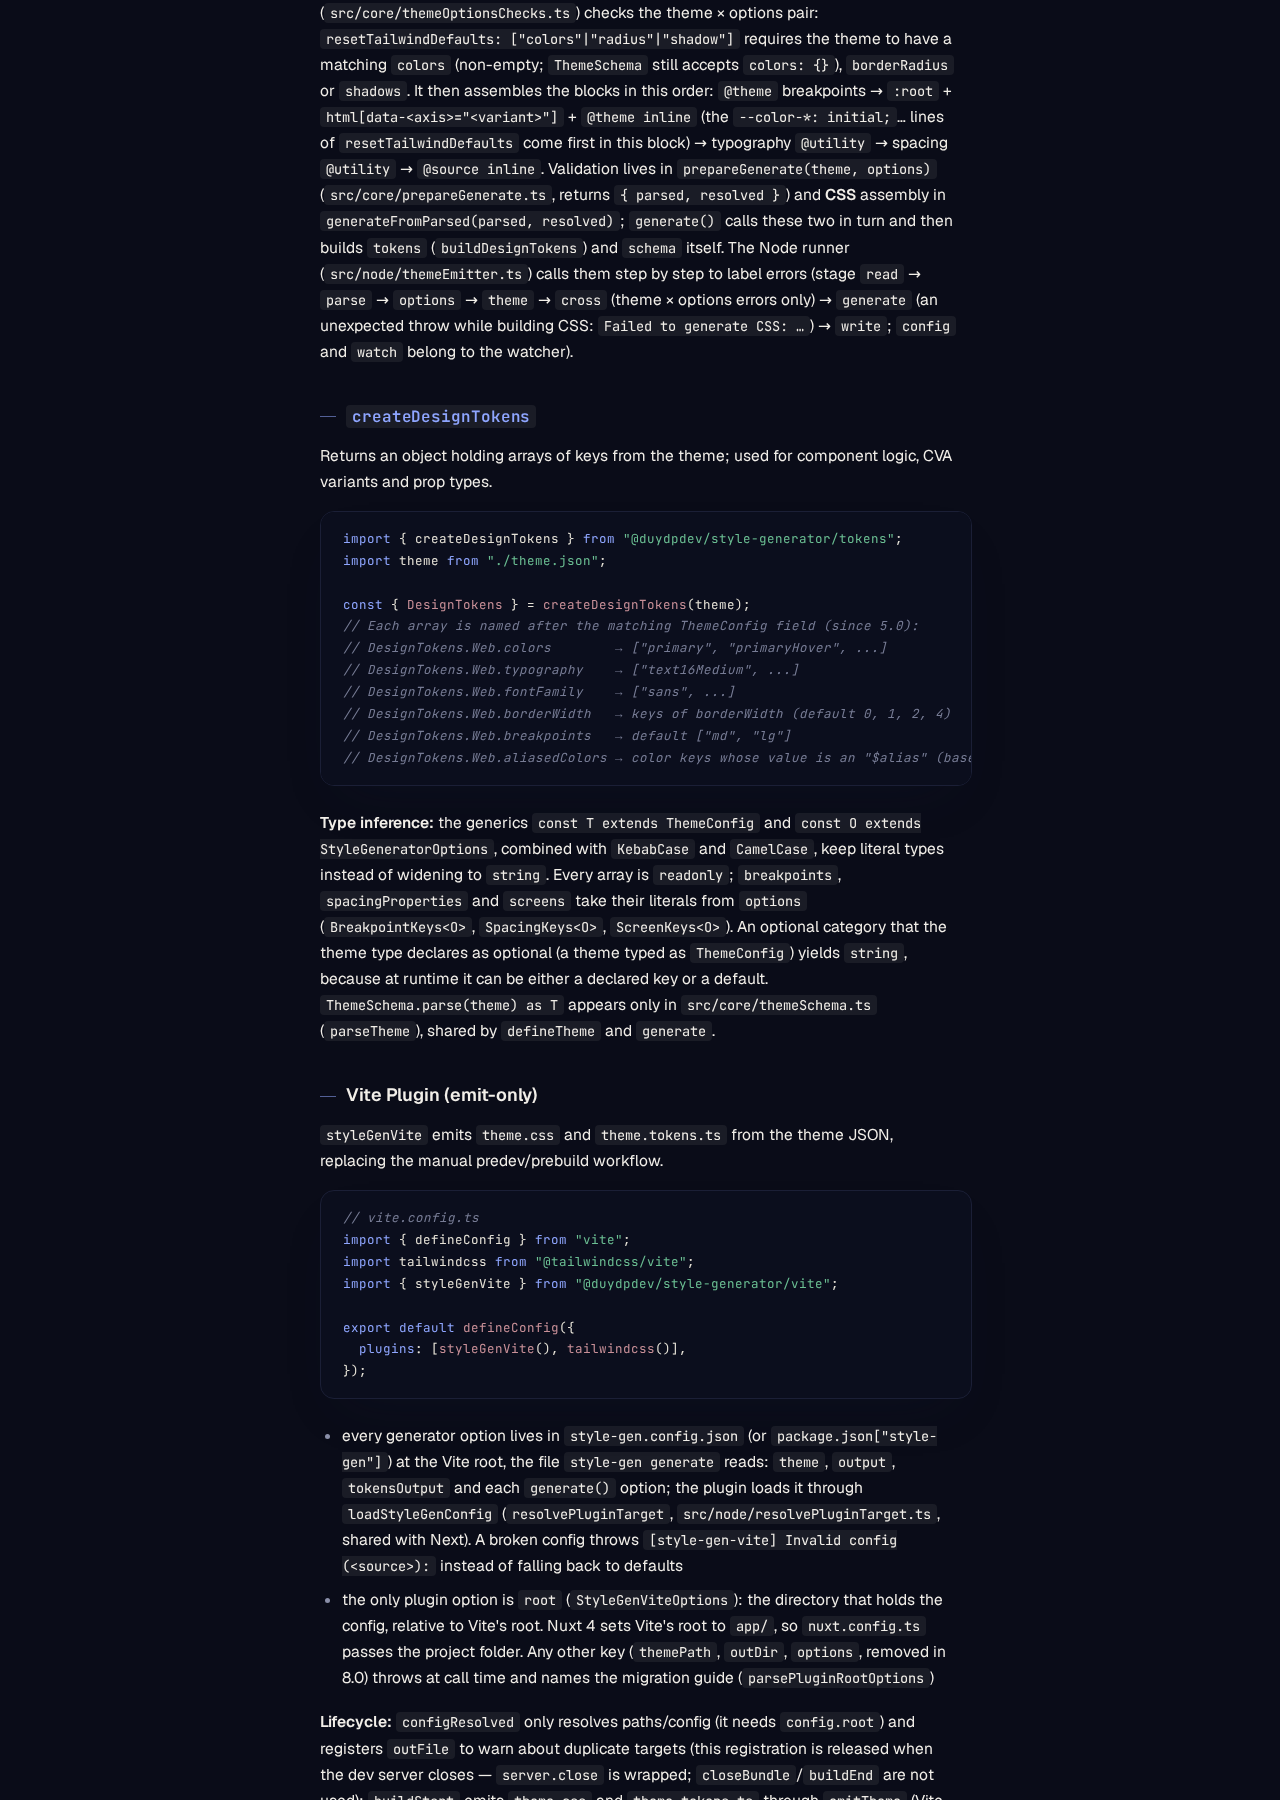 (src/core/themeOptionsChecks.ts) checks the theme × options pair:
resetTailwindDefaults: ["colors"|"radius"|"shadow"] requires the theme to have a
matching colors (non-empty; ThemeSchema still accepts colors: {}), borderRadius
or shadows. It then assembles the blocks in this order: @theme breakpoints → :root +
html[data-<axis>="<variant>"] + @theme inline (the --color-*: initial;… lines
of resetTailwindDefaults come first in this block) → typography @utility → spacing
@utility → @source inline. Validation lives in prepareGenerate(theme, options)
(src/core/prepareGenerate.ts, returns { parsed, resolved }) and CSS assembly in
generateFromParsed(parsed, resolved); generate() calls these two in turn and then
builds tokens (buildDesignTokens) and schema itself. The Node runner
(src/node/themeEmitter.ts) calls them step by step to label errors (stage read →
parse → options → theme → cross (theme × options errors only) → generate (an
unexpected throw while building CSS: Failed to generate CSS: …) → write; config
and watch belong to the watcher).
— createDesignTokens
Returns an object holding arrays of keys from the theme; used for component logic, CVA
variants and prop types.
import { createDesignTokens } from "@duydpdev/style-generator/tokens";
import theme from "./theme.json";
const { DesignTokens } = createDesignTokens(theme);
// Each array is named after the matching ThemeConfig field (since 5.0):
// DesignTokens.Web.colors        → ["primary", "primaryHover", ...]
// DesignTokens.Web.typography    → ["text16Medium", ...]
// DesignTokens.Web.fontFamily    → ["sans", ...]
// DesignTokens.Web.borderWidth   → keys of borderWidth (default 0, 1, 2, 4)
// DesignTokens.Web.breakpoints   → default ["md", "lg"]
// DesignTokens.Web.aliasedColors → color keys whose value is an "$alias" (base
Type inference: the generics const T extends ThemeConfig and const O extends
StyleGeneratorOptions, combined with KebabCase and CamelCase, keep literal types
instead of widening to string. Every array is readonly; breakpoints,
spacingProperties and screens take their literals from options
(BreakpointKeys<O>, SpacingKeys<O>, ScreenKeys<O>). An optional category that the
theme type declares as optional (a theme typed as ThemeConfig) yields string,
because at runtime it can be either a declared key or a default.
ThemeSchema.parse(theme) as T appears only in src/core/themeSchema.ts
(parseTheme), shared by defineTheme and generate.
— Vite Plugin (emit-only)
styleGenVite emits theme.css and theme.tokens.ts from the theme JSON,
replacing the manual predev/prebuild workflow.
// vite.config.ts
import { defineConfig } from "vite";
import tailwindcss from "@tailwindcss/vite";
import { styleGenVite } from "@duydpdev/style-generator/vite";
export default defineConfig({
  plugins: [styleGenVite(), tailwindcss()],
});
• every generator option lives in style-gen.config.json (or package.json["style-
gen"]) at the Vite root, the file style-gen generate reads: theme, output,
tokensOutput and each generate() option; the plugin loads it through
loadStyleGenConfig (resolvePluginTarget, src/node/resolvePluginTarget.ts,
shared with Next). A broken config throws [style-gen-vite] Invalid config
(<source>): instead of falling back to defaults
• the only plugin option is root (StyleGenViteOptions): the directory that holds the
config, relative to Vite's root. Nuxt 4 sets Vite's root to app/, so nuxt.config.ts
passes the project folder. Any other key (themePath, outDir, options, removed in
8.0) throws at call time and names the migration guide (parsePluginRootOptions)
Lifecycle: configResolved only resolves paths/config (it needs config.root) and
registers outFile to warn about duplicate targets (this registration is released when
the dev server closes — server.close is wrapped; closeBundle/buildEnd are not
used); buildStart emits theme.css and theme.tokens.ts through emitTheme (Vite